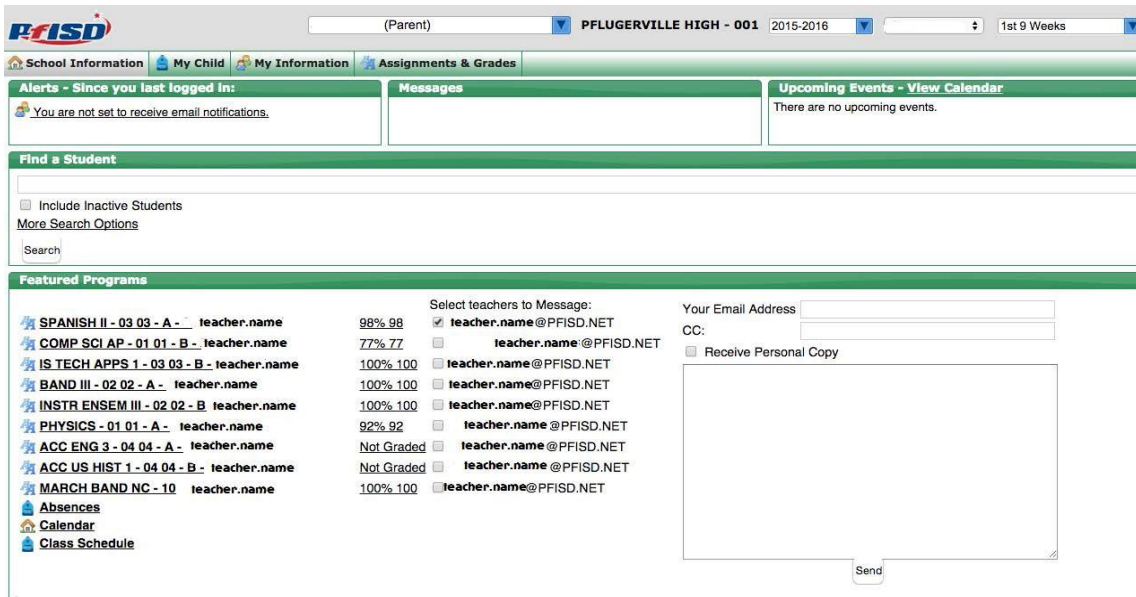 PfISD
(Parent) PFLUGERVILLE HIGH - 001 2015-2016 1st 9 Weeks
School Information My Child My Information Assignments & Grades
Alerts - Since you last logged in: Messages Upcoming Events - View Calendar
You are not set to receive email notifications. There are no upcoming events.
Find a Student
Include Inactive Students
More Search Options
Search
Featured Programs
Select teachers to Message: Your Email Address
SPANISH II - 03 03 - A - teacher.name 98% 98 teacher.name@PFISD.NET
CC:
COMP SCI AP - 01 01 - B - teacher.name 77% 77 teacher.name@PFISD.NET
Receive Personal Copy
IS TECH APPS 1 - 03 03 - B - teacher.name 100% 100 teacher.name@PFISD.NET
BAND III - 02 02 - A - teacher.name 100% 100 teacher.name@PFISD.NET
INSTR ENSEM III - 02 02 - B teacher.name 100% 100 teacher.name@PFISD.NET
PHYSICS - 01 01 - A - teacher.name 92% 92 teacher.name @PFISD.NET
ACC ENG 3 - 04 04 - A - teacher.name Not Graded teacher.name @PFISD.NET
ACC US HIST 1 - 04 04 - B - teacher.name Not Graded teacher.name @PFISD.NET
MARCH BAND NC - 10 teacher.name 100% 100 teacher.name@PFISD.NET
Absences
Calendar
Class Schedule
Send